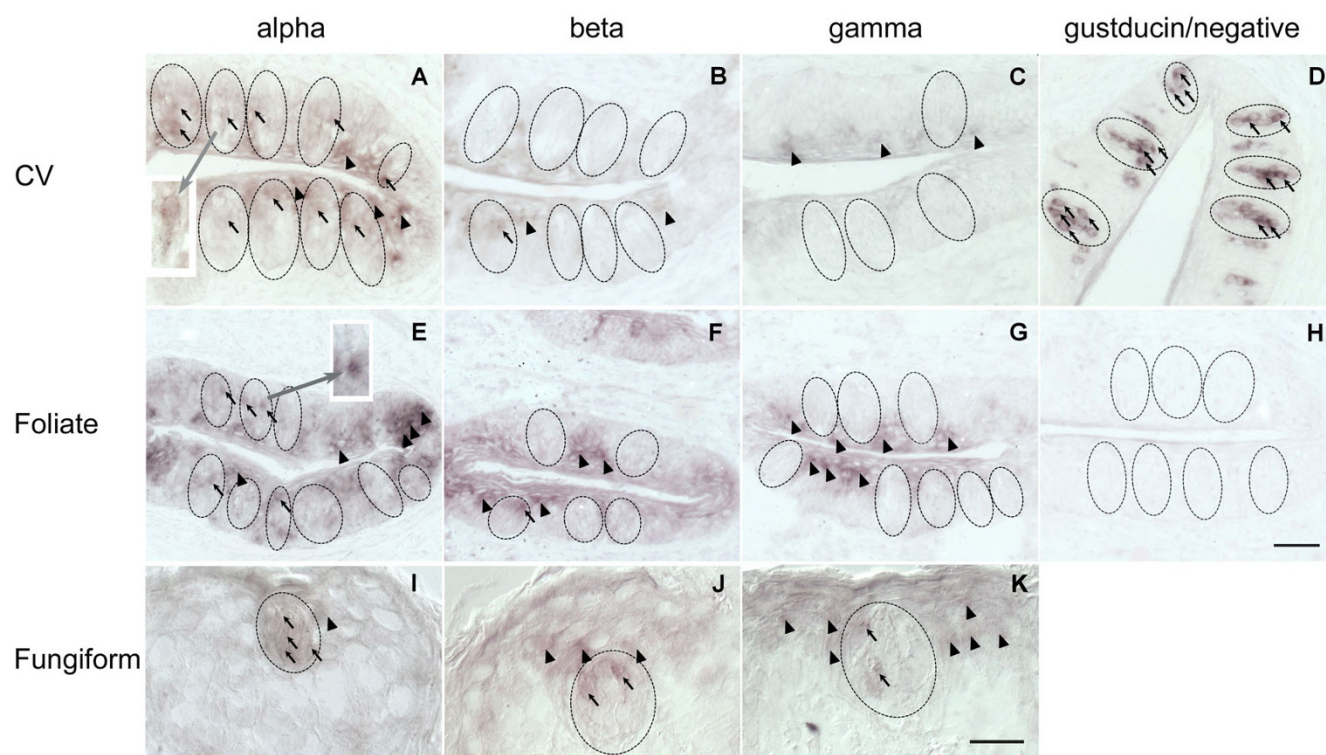 alpha beta gamma gustducin/negative
CV A B C D
Foliate E F G H
Fungiform I J K